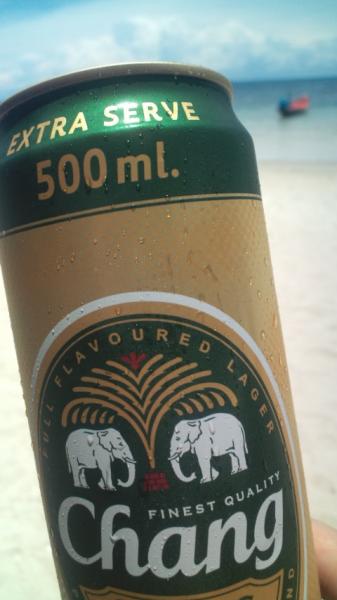 EXTRA SERVE
500 ml.
FULL FLAVOURED LAGER
FINEST QUALITY
Chang